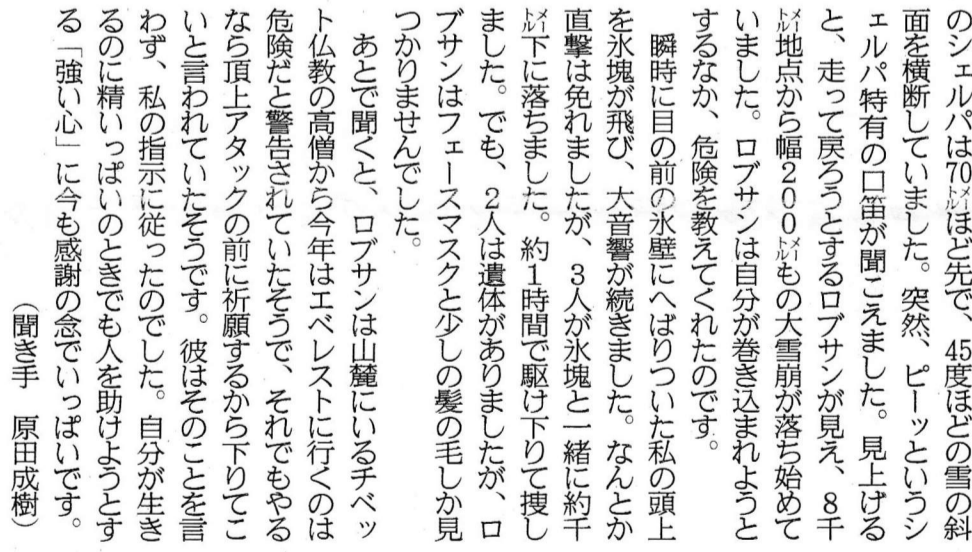 のシェルパは70㍍ほど先で、45度ほどの雪の斜
面を横断していました。突然、ピーッというシ
ェルパ特有の口笛が聞こえました。見上げる
と、走って戻ろうとするロブサンが見え、8千
㍍地点から幅200㍍もの大雪崩が落ち始めて
いました。ロブサンは自分が巻き込まれようと
するなか、危険を教えてくれたのです。
瞬時に目の前の氷壁にへばりついた私の頭上
を氷塊が飛び、大音響が続きました。なんとか
直撃は免れましたが、3人が氷塊と一緒に約千
㍍下に落ちました。約1時間で駆け下りて捜し
ました。でも、2人は遺体がありましたが、ロ
ブサンはフェースマスクと少しの髪の毛しか見
つかりませんでした。
あとで聞くと、ロブサンは山麓にいるチベッ
ト仏教の高僧から今年はエベレストに行くのは
危険だと警告されていたそうで、それでもやる
なら頂上アタックの前に祈願するから下りてこ
いと言われていたそうです。彼はそのことを言
わず、私の指示に従ったのでした。自分が生き
るのに精いっぱいのときでも人を助けようとす
る「強い心」に今も感謝の念でいっぱいです。
（聞き手 原田成樹）